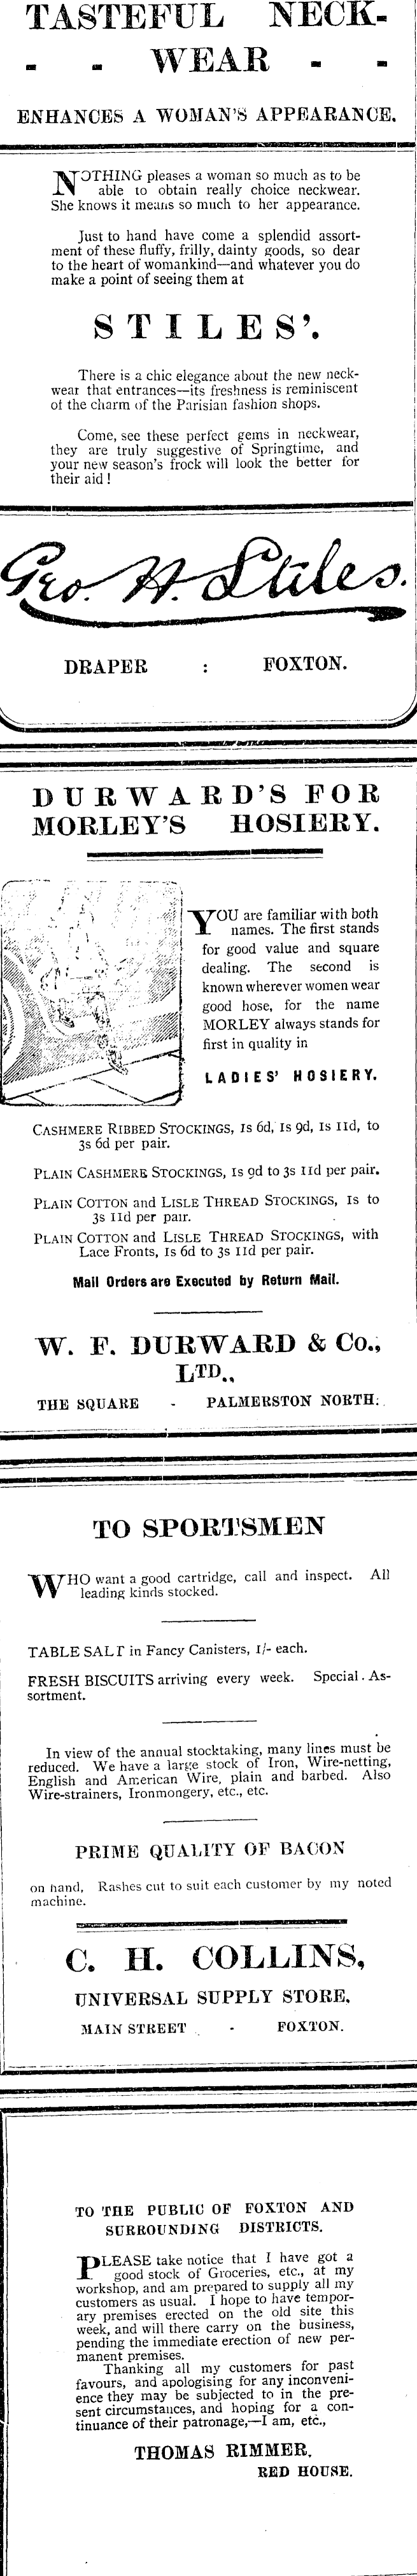 TASTEFUL NECK-
- - WEAR - -
ENHANCES A WOMAN'S APPEARANCE.
NOTHING pleases a woman so much as to be
able to obtain really choice neckwear.
She knows it means so much to her appearance.
Just to hand have come a splendid assort-
ment of these fluffy, frilly, dainty goods, so dear
to the heart of womankind—and whatever you do
make a point of seeing them at
STILES'.
There is a chic elegance about the new neck-
wear that entrances—its freshness is reminiscent
of the charm of the Parisian fashion shops.
Come, see these perfect gems in neckwear,
they are truly suggestive of Springtime, and
your new season's frock will look the better for
their aid!
Geo. H. Stiles.
DRAPER : FOXTON.
DURWARD'S FOR
MORLEY'S HOSIERY.
YOU are familiar with both
names. The first stands
for good value and square
dealing. The second is
known wherever women wear
good hose, for the name
MORLEY always stands for
first in quality in
LADIES' HOSIERY.
CASHMERE RIBBED STOCKINGS, 1s 6d, 1s 9d, 1s 11d, to
3s 6d per pair.
PLAIN CASHMERE STOCKINGS, 1s 9d to 3s 11d per pair.
PLAIN COTTON and LISLE THREAD STOCKINGS, 1s to
3s 11d per pair.
PLAIN COTTON and LISLE THREAD STOCKINGS, with
Lace Fronts, 1s 6d to 3s 11d per pair.
Mail Orders are Executed by Return Mail.
W. F. DURWARD & Co.,
LTD.,
THE SQUARE - PALMERSTON NORTH.
TO SPORTSMEN
WHO want a good cartridge, call and inspect. All
leading kinds stocked.
TABLE SALT in Fancy Canisters, 1/- each.
FRESH BISCUITS arriving every week. Special As-
sortment.
In view of the annual stocktaking, many lines must be
reduced. We have a large stock of Iron, Wire-netting,
English and American Wire, plain and barbed. Also
Wire-strainers, Ironmongery, etc., etc.
PRIME QUALITY OF BACON
on hand, Rashes cut to suit each customer by my noted
machine.
C. H. COLLINS,
UNIVERSAL SUPPLY STORE,
MAIN STREET - FOXTON.
TO THE PUBLIC OF FOXTON AND
SURROUNDING DISTRICTS.
PLEASE take notice that I have got a
good stock of Groceries, etc., at my
workshop, and am prepared to supply all my
customers as usual. I hope to have tempor-
ary premises erected on the old site this
week, and will there carry on the business,
pending the immediate erection of new per-
manent premises.
Thanking all my customers for past
favours, and apologising for any inconveni-
ence they may be subjected to in the pre-
sent circumstances, and hoping for a con-
tinuance of their patronage,—I am, etc.,
THOMAS RIMMER.
RED HOUSE.